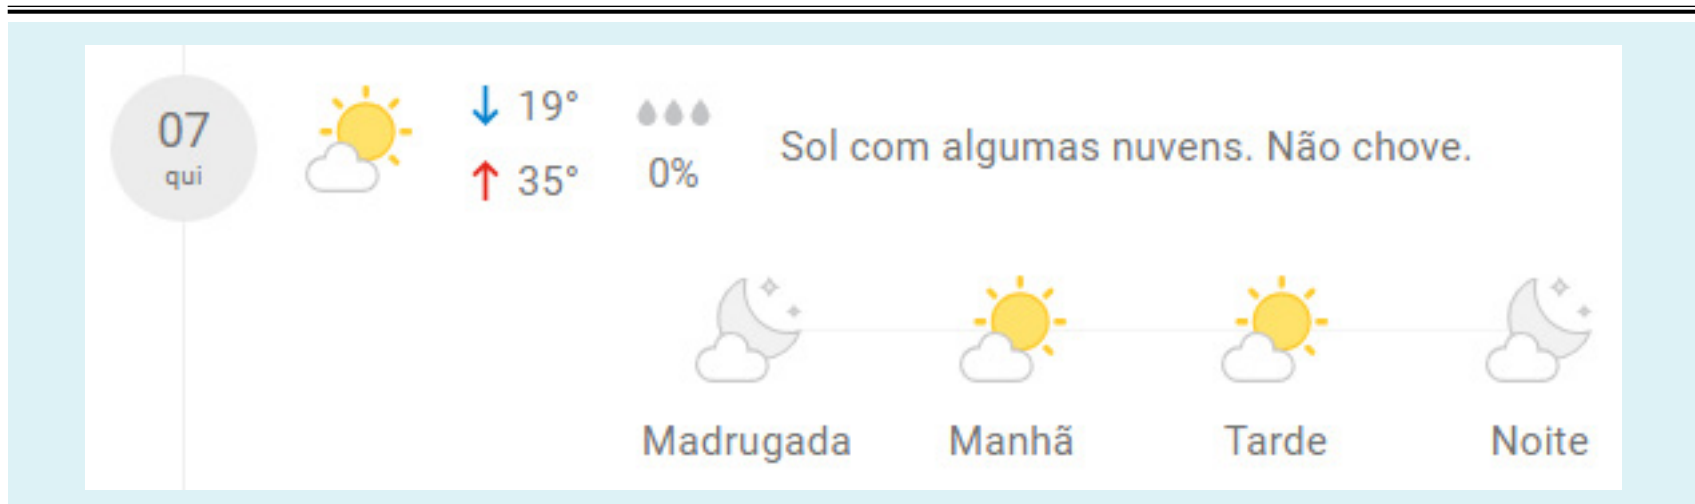 07
qui
19°
35°
0%
Sol com algumas nuvens. Não chove.
Madrugada Manhã Tarde Noite